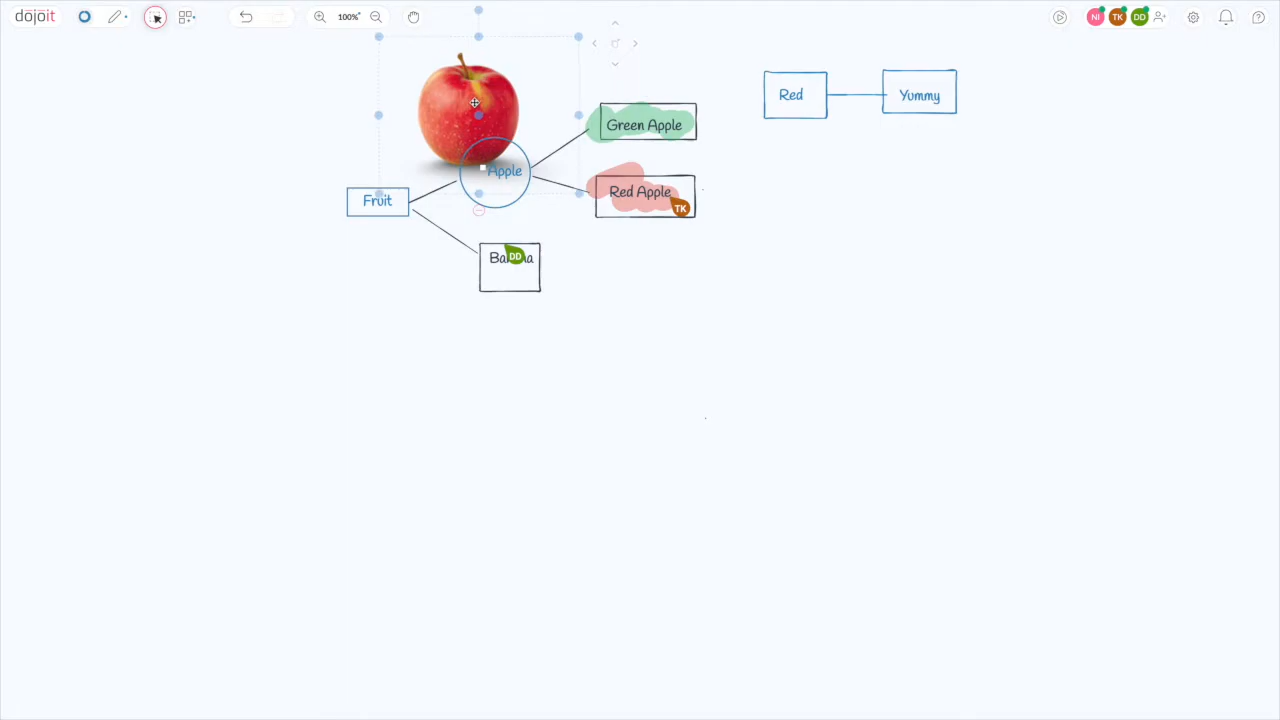 dojoit
100%
NI
TK
DD
Red
Yummy
Green Apple
Apple
Red Apple
TK
Fruit
DD